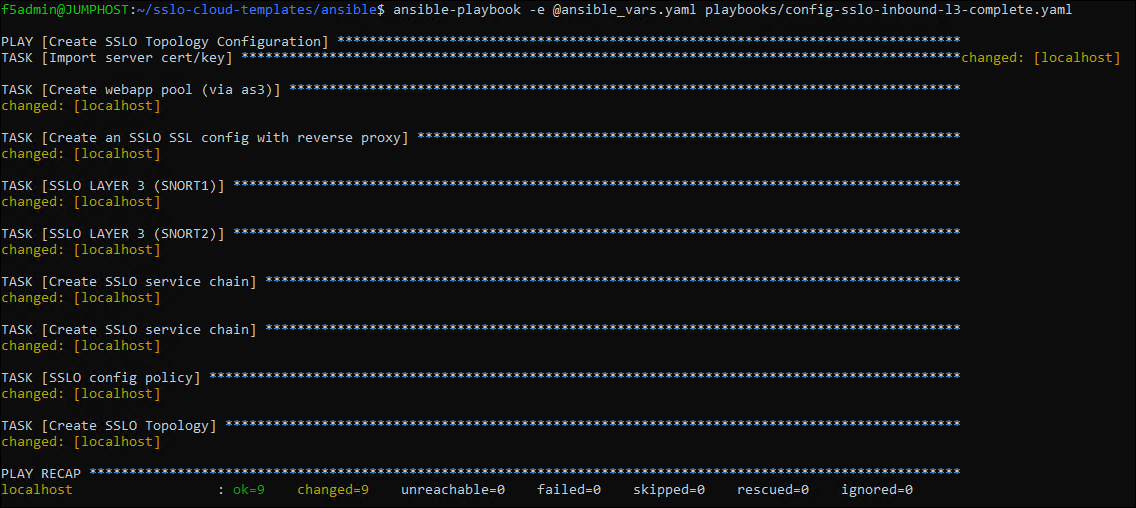 f5admin@JUMPHOST:~/sslo-cloud-templates/ansible$ ansible-playbook -e @ansible_vars.yaml playbooks/config-sslo-inbound-l3-complete.yaml
PLAY [Create SSLO Topology Configuration] ******************************************************************************
TASK [Import server cert/key] ******************************************************************************************changed: [localhost]
TASK [Create webapp pool (via as3)] ************************************************************************************
changed: [localhost]
TASK [Create an SSLO SSL config with reverse proxy] ********************************************************************
changed: [localhost]
TASK [SSLO LAYER 3 (SNORT1)] *******************************************************************************************
changed: [localhost]
TASK [SSLO LAYER 3 (SNORT2)] *******************************************************************************************
changed: [localhost]
TASK [Create SSLO service chain] ***************************************************************************************
changed: [localhost]
TASK [Create SSLO service chain] ***************************************************************************************
changed: [localhost]
TASK [SSLO config policy] **********************************************************************************************
changed: [localhost]
TASK [Create SSLO Topology] ********************************************************************************************
changed: [localhost]
PLAY RECAP *************************************************************************************************************
localhost                  : ok=9    changed=9    unreachable=0    failed=0    skipped=0    rescued=0    ignored=0